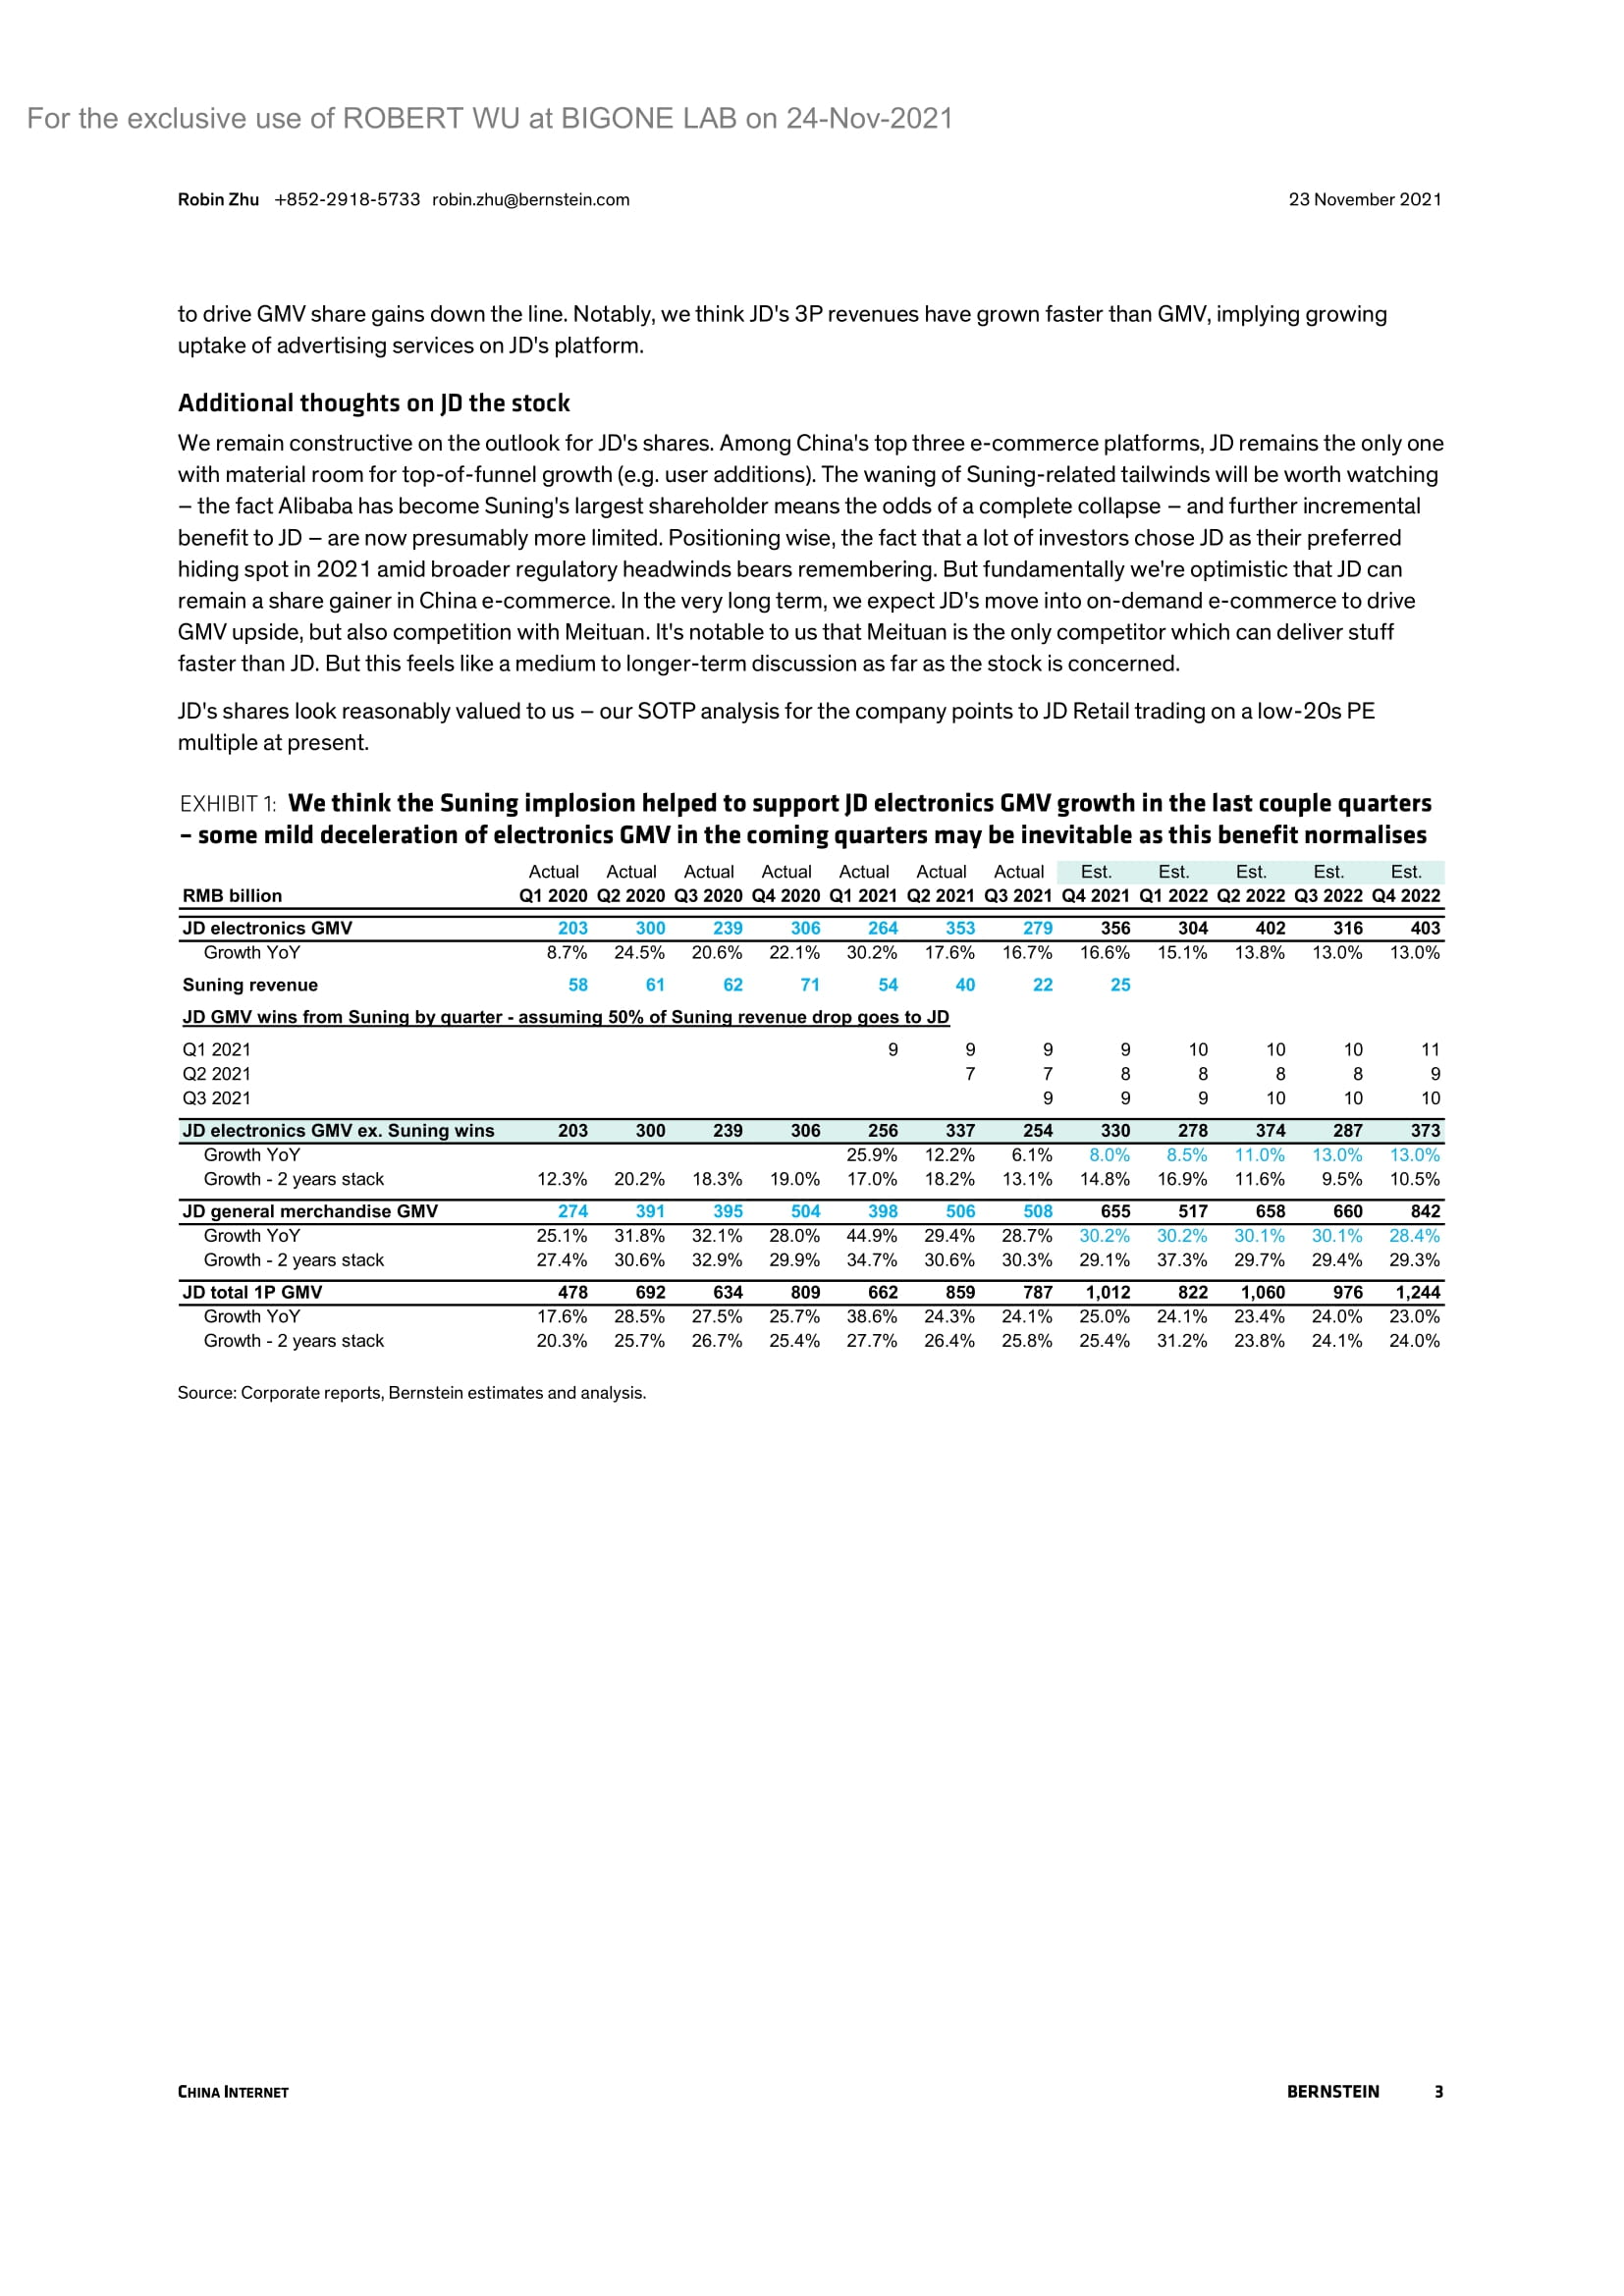 For the exclusive use of ROBERT WU at BIGONE LAB on 24-Nov-2021
Robin Zhu +852-2918-5733 robin.zhu@bernstein.com 23 November 2021
to drive GMV share gains down the line. Notably, we think JD's 3P revenues have grown faster than GMV, implying growing
uptake of advertising services on JD's platform.
Additional thoughts on JD the stock
We remain constructive on the outlook for JD's shares. Among China's top three e-commerce platforms, JD remains the only one
with material room for top-of-funnel growth (e.g. user additions). The waning of Suning-related tailwinds will be worth watching
– the fact Alibaba has become Suning's largest shareholder means the odds of a complete collapse – and further incremental
benefit to JD – are now presumably more limited. Positioning wise, the fact that a lot of investors chose JD as their preferred
hiding spot in 2021 amid broader regulatory headwinds bears remembering. But fundamentally we're optimistic that JD can
remain a share gainer in China e-commerce. In the very long term, we expect JD's move into on-demand e-commerce to drive
GMV upside, but also competition with Meituan. It's notable to us that Meituan is the only competitor which can deliver stuff
faster than JD. But this feels like a medium to longer-term discussion as far as the stock is concerned.
JD's shares look reasonably valued to us – our SOTP analysis for the company points to JD Retail trading on a low-20s PE
multiple at present.
EXHIBIT 1: We think the Suning implosion helped to support JD electronics GMV growth in the last couple quarters
– some mild deceleration of electronics GMV in the coming quarters may be inevitable as this benefit normalises
Actual Actual Actual Actual Actual Actual Actual Est. Est. Est. Est. Est.
RMB billion Q1 2020 Q2 2020 Q3 2020 Q4 2020 Q1 2021 Q2 2021 Q3 2021 Q4 2021 Q1 2022 Q2 2022 Q3 2022 Q4 2022
JD electronics GMV 203 300 239 306 264 353 279 356 304 402 316 403
Growth YoY 8.7% 24.5% 20.6% 22.1% 30.2% 17.6% 16.7% 16.6% 15.1% 13.8% 13.0% 13.0%
Suning revenue 58 61 62 71 54 40 22 25
JD GMV wins from Suning by quarter - assuming 50% of Suning revenue drop goes to JD
Q1 2021 9 9 9 9 10 10 10 11
Q2 2021 7 7 8 8 8 8 9
Q3 2021 9 9 9 10 10 10
JD electronics GMV ex. Suning wins 203 300 239 306 256 337 254 330 278 374 287 373
Growth YoY 25.9% 12.2% 6.1% 8.0% 8.5% 11.0% 13.0% 13.0%
Growth - 2 years stack 12.3% 20.2% 18.3% 19.0% 17.0% 18.2% 13.1% 14.8% 16.9% 11.6% 9.5% 10.5%
JD general merchandise GMV 274 391 395 504 398 506 508 655 517 658 660 842
Growth YoY 25.1% 31.8% 32.1% 28.0% 44.9% 29.4% 28.7% 30.2% 30.2% 30.1% 30.1% 28.4%
Growth - 2 years stack 27.4% 30.6% 32.9% 29.9% 34.7% 30.6% 30.3% 29.1% 37.3% 29.7% 29.4% 29.3%
JD total 1P GMV 478 692 634 809 662 859 787 1,012 822 1,060 976 1,244
Growth YoY 17.6% 28.5% 27.5% 25.7% 38.6% 24.3% 24.1% 25.0% 24.1% 23.4% 24.0% 23.0%
Growth - 2 years stack 20.3% 25.7% 26.7% 25.4% 27.7% 26.4% 25.8% 25.4% 31.2% 23.8% 24.1% 24.0%
Source: Corporate reports, Bernstein estimates and analysis.
CHINA INTERNET BERNSTEIN 3